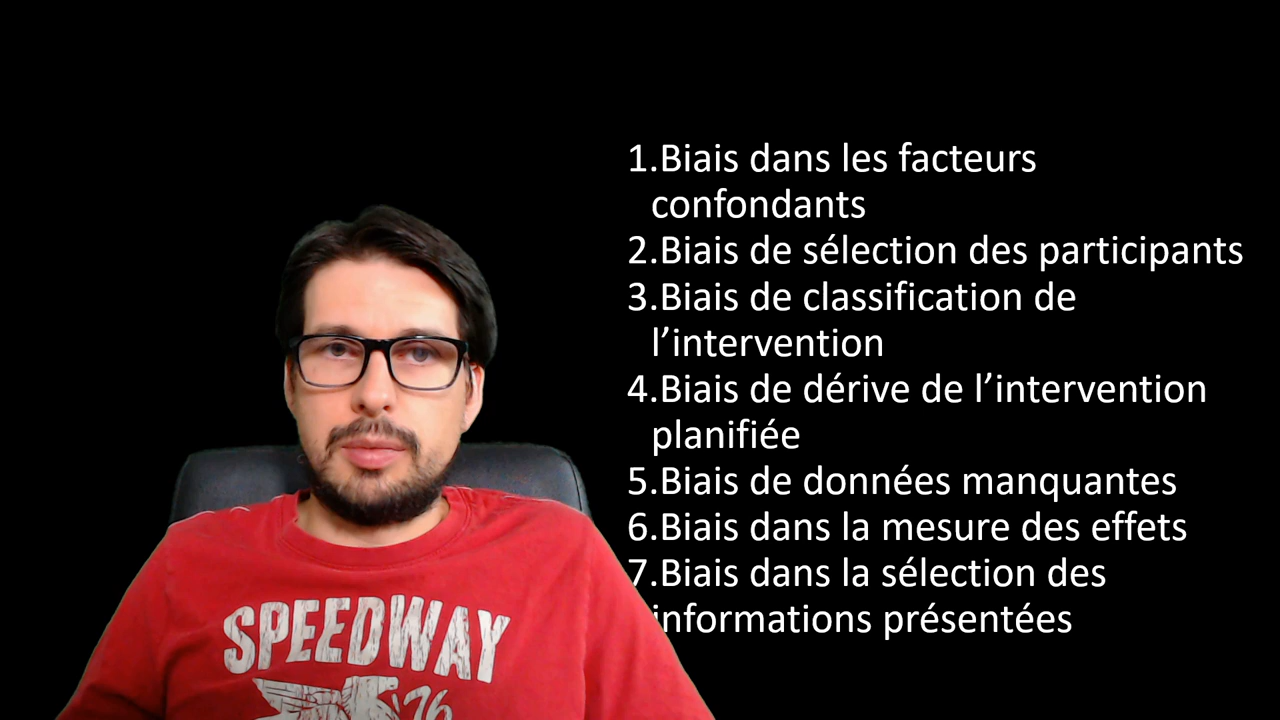 1.Biais dans les facteurs
confondants
2.Biais de sélection des participants
3.Biais de classification de
l’intervention
4.Biais de dérive de l’intervention
planifiée
5.Biais de données manquantes
6.Biais dans la mesure des effets
7.Biais dans la sélection des
informations présentées
SPEEDWAY
'76